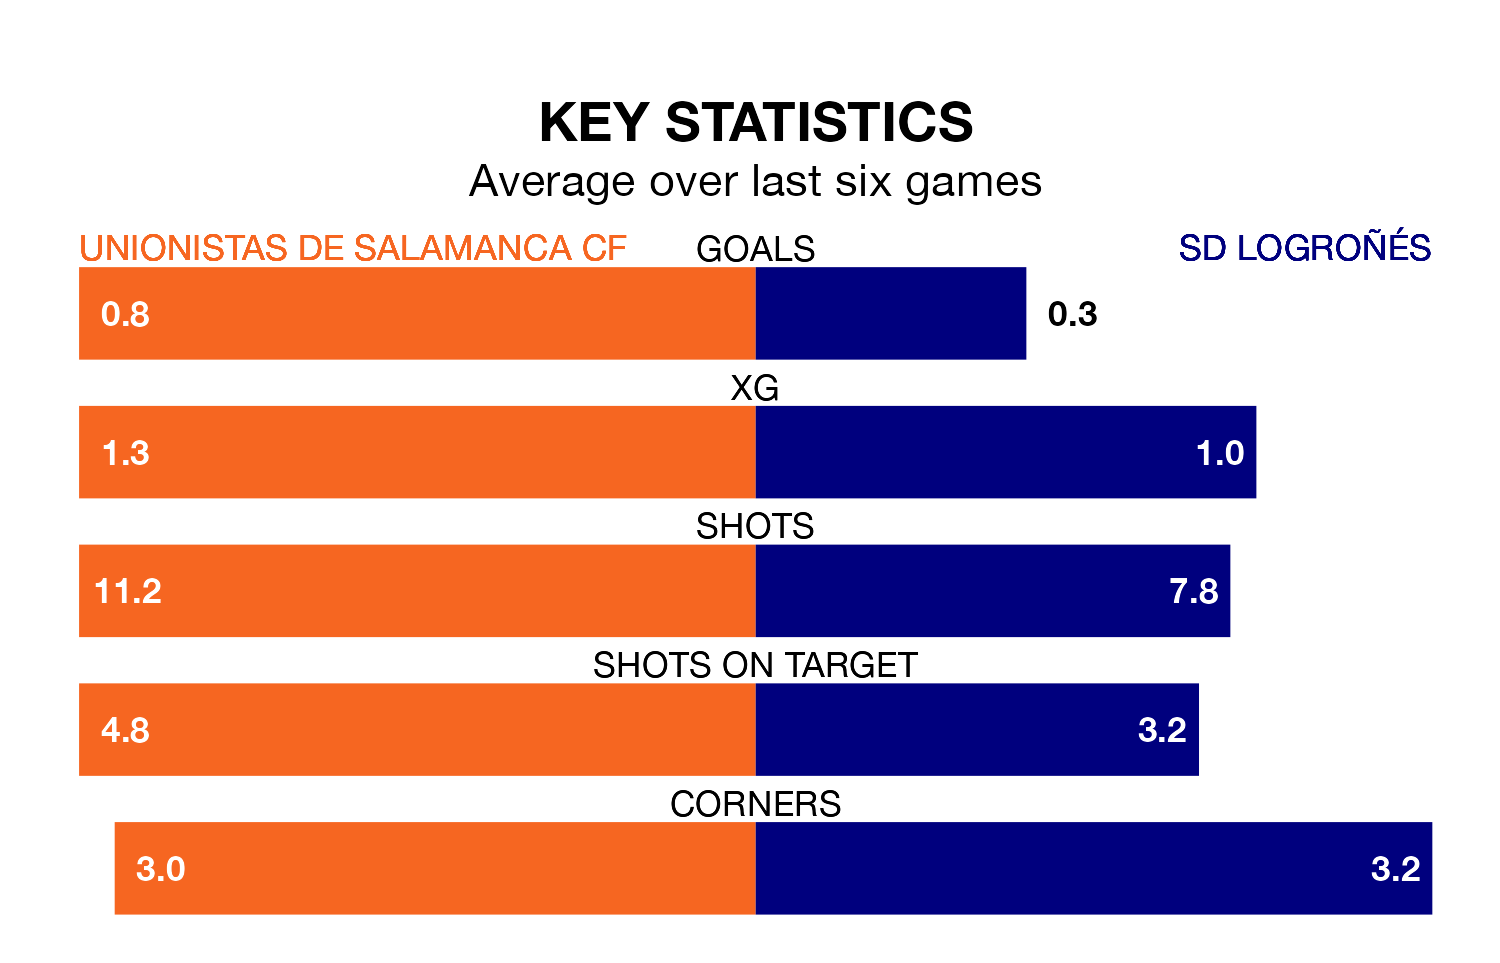 KEY STATISTICS
Average over last six games
UNIONISTAS DE SALAMANCA CF GOALS SD LOGROÑÉS
0.8 0.3
XG
1.3 1.0
SHOTS
11.2 7.8
SHOTS ON TARGET
4.8 3.2
CORNERS
3.0 3.2